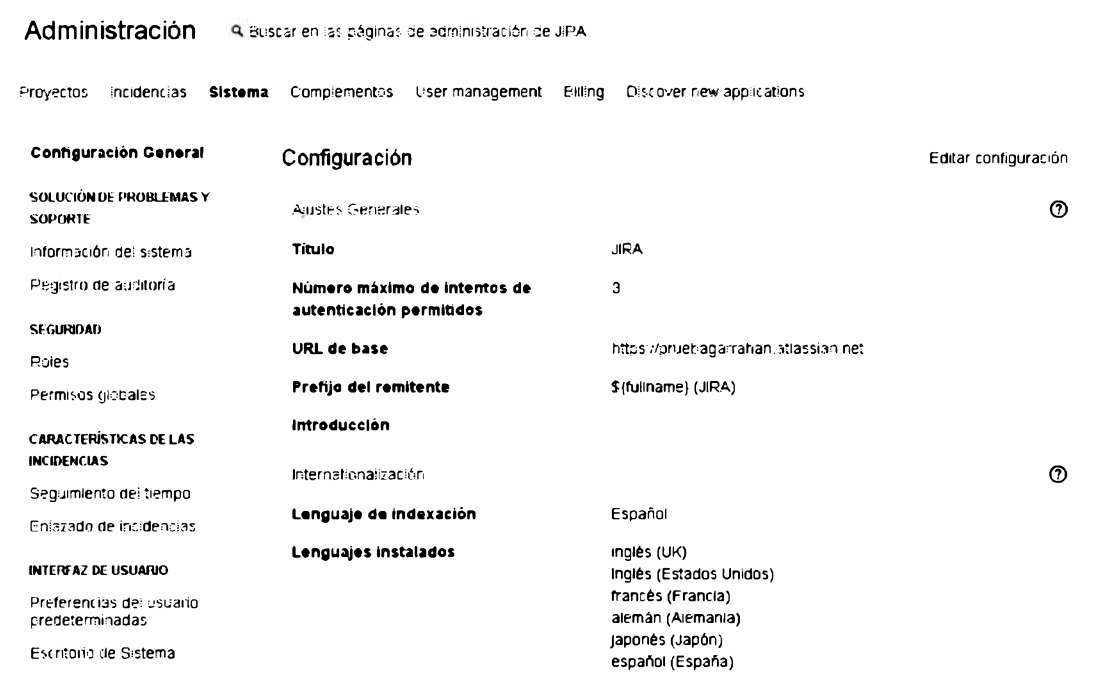 Administración
Buscar en las páginas de administración de JIRA
Proyectos Incidencias Sistema Complementos User management Billing Discover new applications
Configuración General
SOLUCIÓN DE PROBLEMAS Y
SOPORTE
Información del sistema
Registro de auditoría
SEGURIDAD
Roles
Permisos globales
CARACTERÍSTICAS DE LAS
INCIDENCIAS
Seguimiento del tiempo
Enlazado de incidencias
INTERFAZ DE USUARIO
Preferencias del usuario
predeterminadas
Escritorio de Sistema
Configuración
Editar configuración
Ajustes Generales
Título JIRA
Número máximo de intentos de 3
autenticación permitidos
URL de base https://pruebagarrahan.atlassian.net
Prefijo del remitente ${fullname} (JIRA)
Introducción
Internationalización
Lenguaje de indexación Español
Lenguajes instalados inglés (UK)
inglés (Estados Unidos)
francés (Francia)
alemán (Alemania)
japonés (Japón)
español (España)